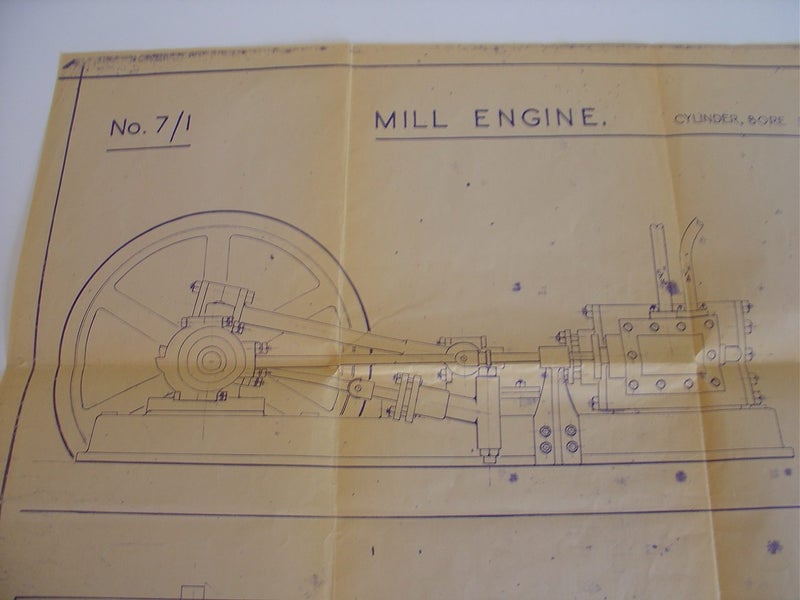 No. 7/1
MILL ENGINE.
CYLINDER, BORE